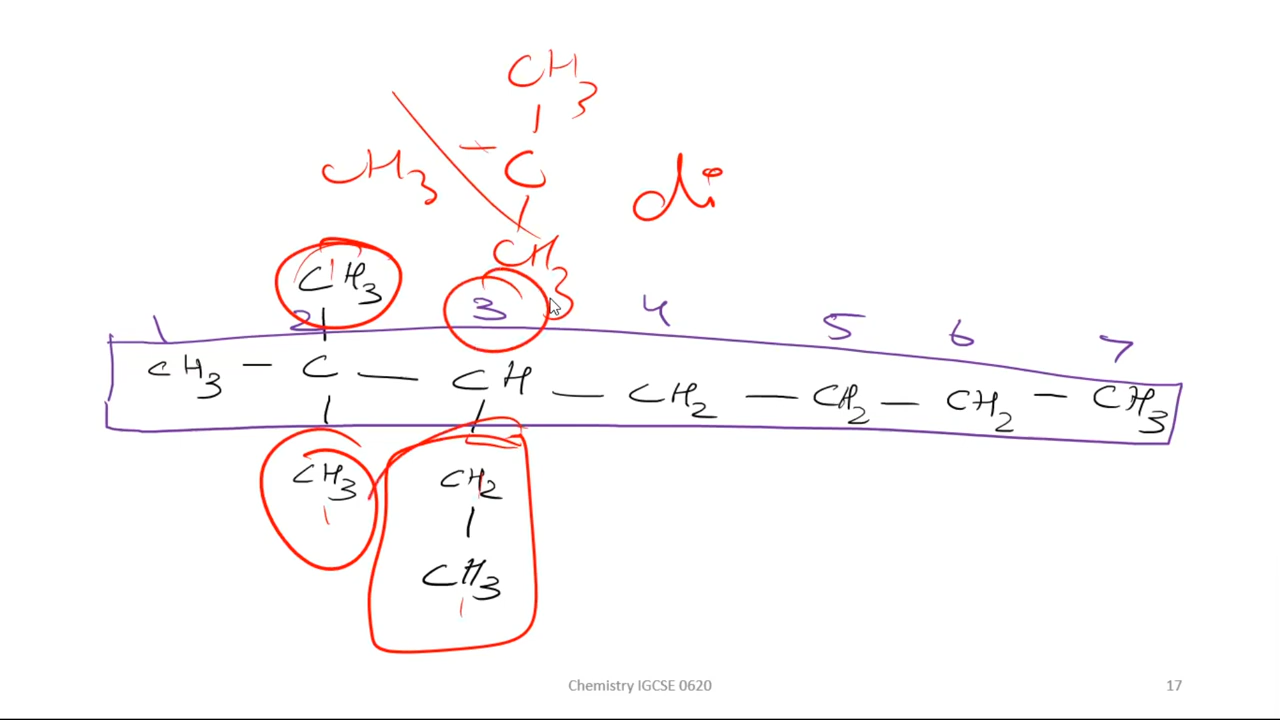 CH3
CH3 - C di
CH3
CH3
1 2 3 4 5 6 7
CH3 - C - CH - CH2 - CH2 - CH2 - CH3
CH3 CH2
CH3
Chemistry IGCSE 0620 17